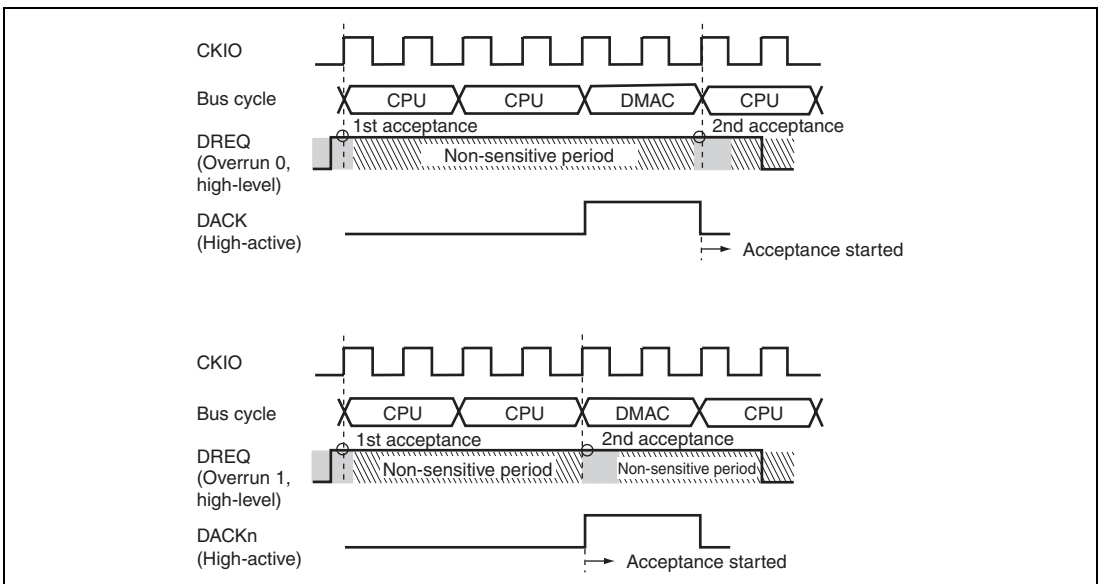 CKIO
Bus cycle
CPU CPU DMAC CPU
1st acceptance 2nd acceptance
DREQ
(Overrun 0,
high-level)
Non-sensitive period
DACK
(High-active)
Acceptance started
CKIO
Bus cycle
CPU CPU DMAC CPU
1st acceptance 2nd acceptance
DREQ
(Overrun 1,
high-level)
Non-sensitive period Non-sensitive period
DACKn
(High-active)
Acceptance started